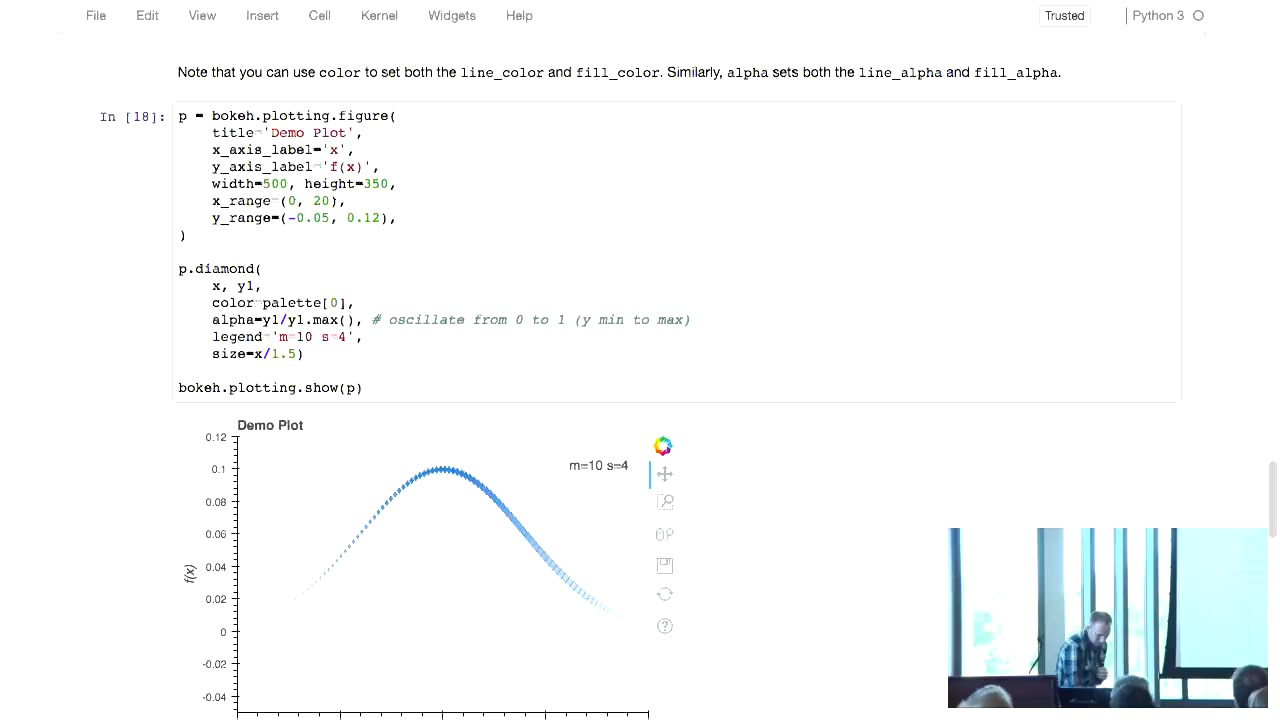 File Edit View Insert Cell Kernel Widgets Help Trusted Python 3
Note that you can use color to set both the line_color and fill_color. Similarly, alpha sets both the line_alpha and fill_alpha.
In [18]: p = bokeh.plotting.figure(
title='Demo Plot',
x_axis_label='x',
y_axis_label='f(x)',
width=500, height=350,
x_range=(0, 20),
y_range=(-0.05, 0.12),
)
p.diamond(
x, y1,
color=palette[0],
alpha=y1/y1.max(), # oscillate from 0 to 1 (y min to max)
legend='m=10 s=4',
size=x/1.5)
bokeh.plotting.show(p)
Demo Plot
0.12
m=10 s=4
0.1
0.08
0.06
0.04
f(x)
0.02
0
-0.02
-0.04